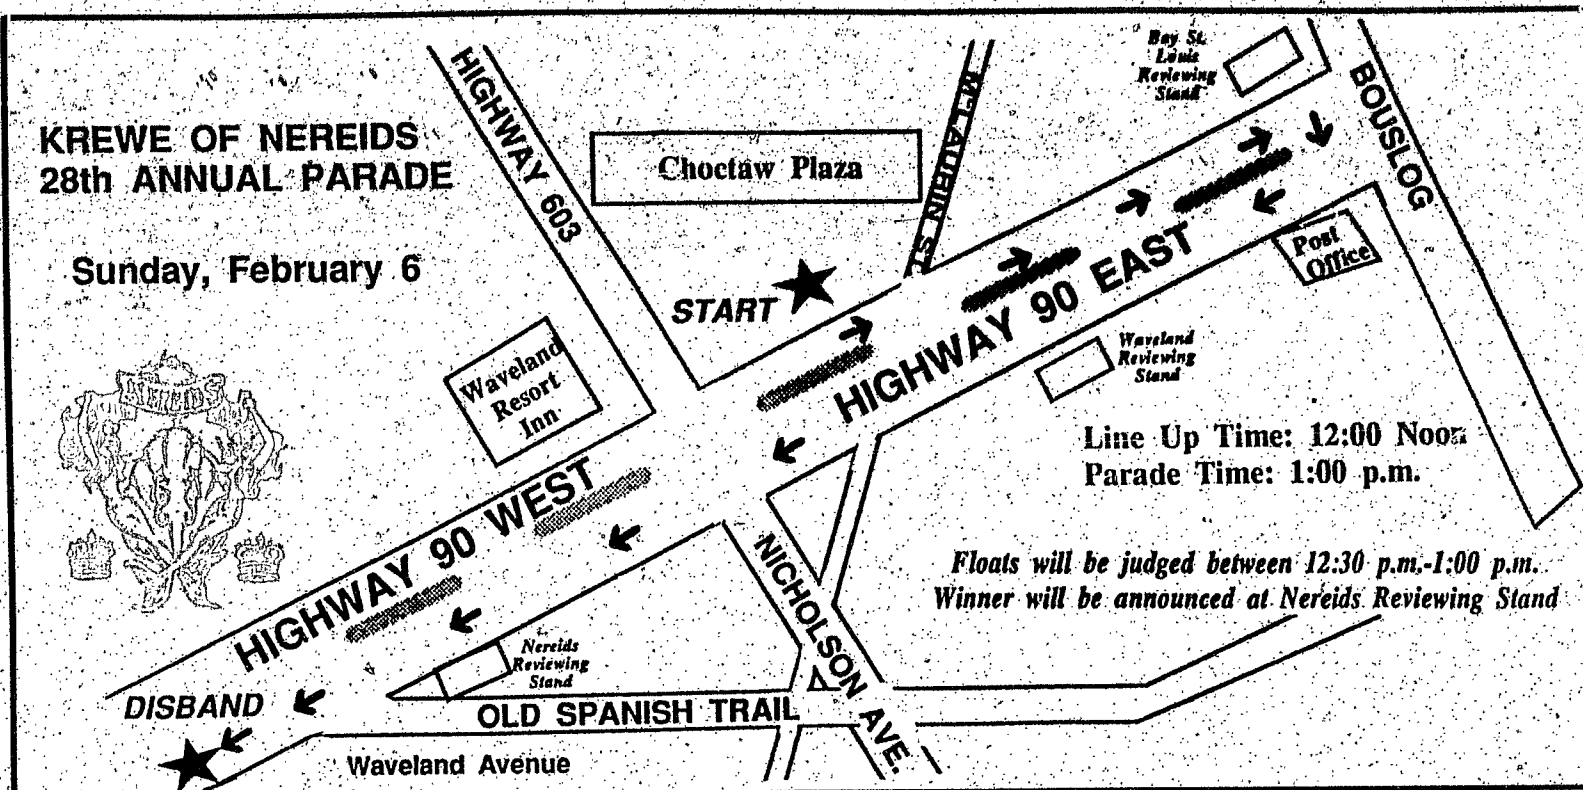 KREWE OF NEREIDS
28th ANNUAL PARADE
Sunday, February 6
HIGHWAY 603
Choctaw Plaza
McLAURIN ST.
Bay St.
Louis
Reviewing
Stand
BOUSLOG
START
Waveland
Resort
Inn
HIGHWAY 90 EAST
Post
Office
Waveland
Reviewing
Stand
Line Up Time: 12:00 Noon
Parade Time: 1:00 p.m.
NEREIDS
HIGHWAY 90 WEST
NICHOLSON AVE.
Floats will be judged between 12:30 p.m.-1:00 p.m.
Winner will be announced at Nereids Reviewing Stand
Nereids
Reviewing
Stand
DISBAND
OLD SPANISH TRAIL
Waveland Avenue